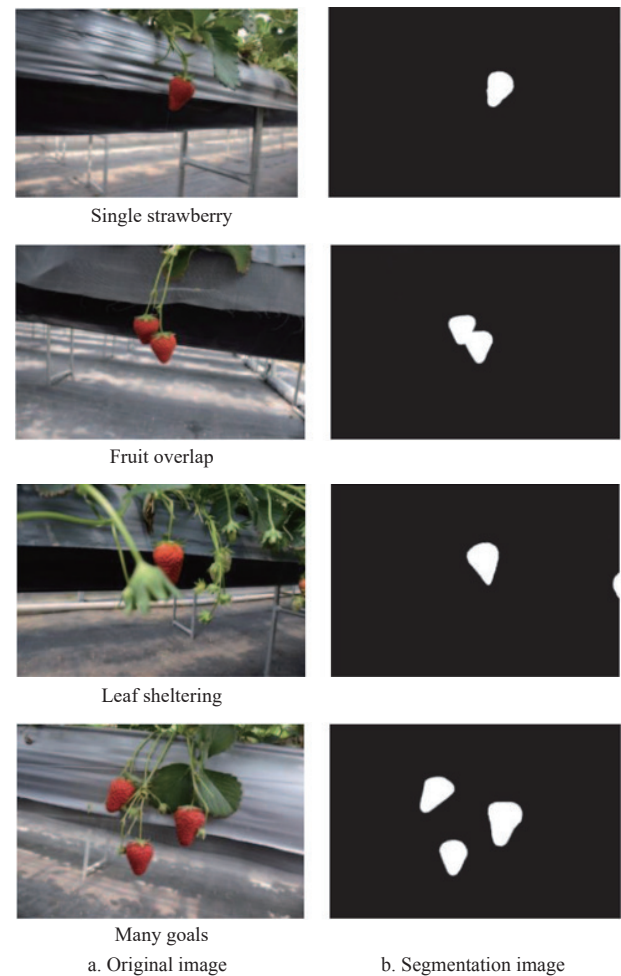 Single strawberry
Fruit overlap
Leaf sheltering
Many goals
a. Original image
b. Segmentation image